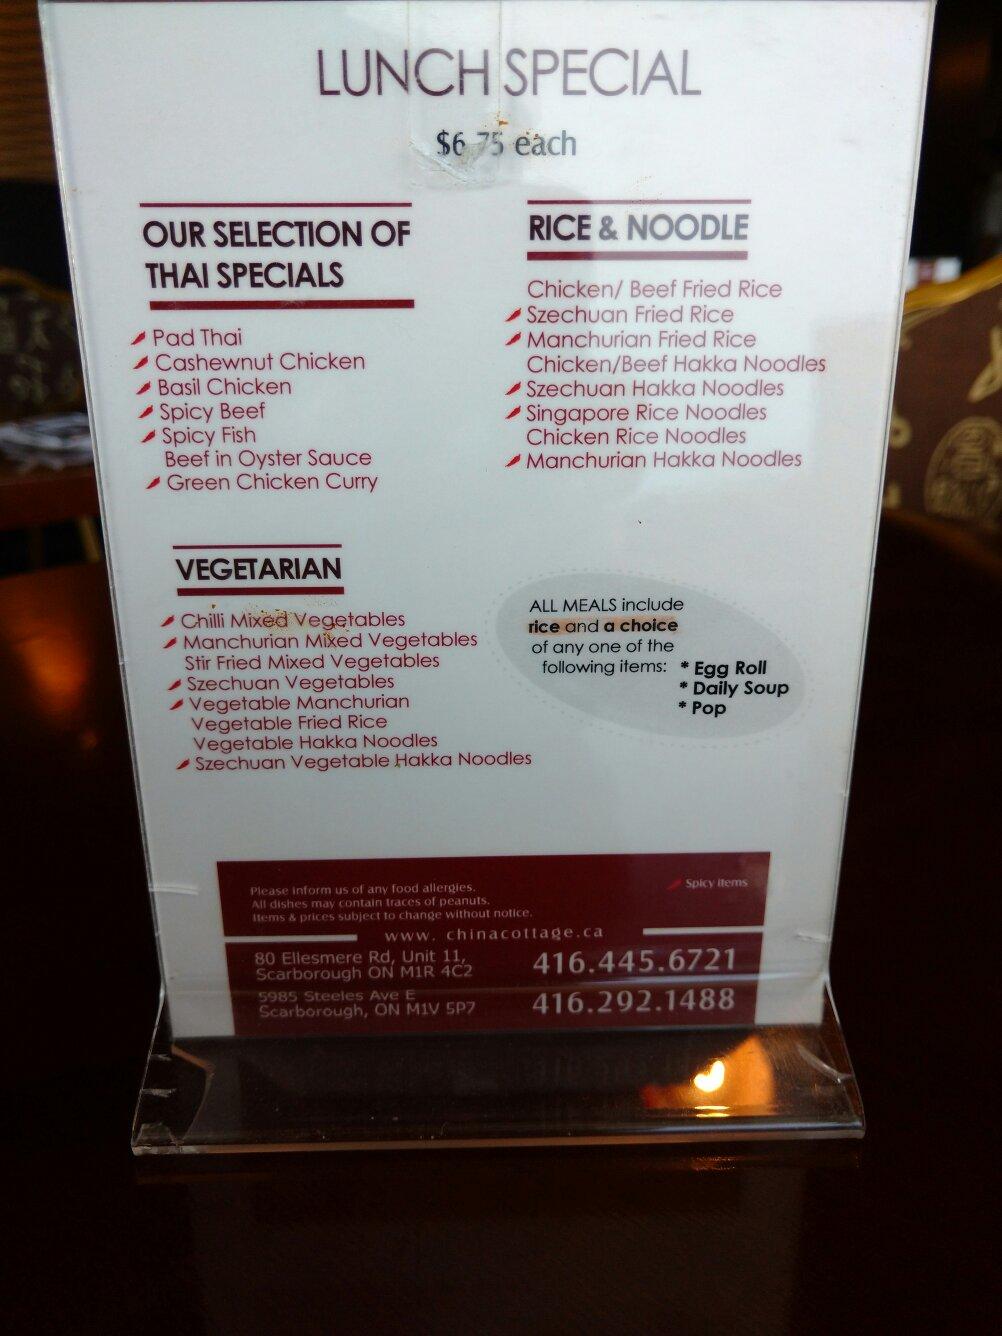 LUNCH SPECIAL
$6.75 each
OUR SELECTION OF
THAI SPECIALS
Pad Thai
Cashewnut Chicken
Basil Chicken
Spicy Beef
Spicy Fish
Beef in Oyster Sauce
Green Chicken Curry
RICE & NOODLE
Chicken/ Beef Fried Rice
Szechuan Fried Rice
Manchurian Fried Rice
Chicken/Beef Hakka Noodles
Szechuan Hakka Noodles
Singapore Rice Noodles
Chicken Rice Noodles
Manchurian Hakka Noodles
VEGETARIAN
Chilli Mixed Vegetables
Manchurian Mixed Vegetables
Stir Fried Mixed Vegetables
Szechuan Vegetables
Vegetable Manchurian
Vegetable Fried Rice
Vegetable Hakka Noodles
Szechuan Vegetable Hakka Noodles
ALL MEALS include
rice and a choice
of any one of the
following items: * Egg Roll
* Daily Soup
* Pop
Please inform us of any food allergies.
All dishes may contain traces of peanuts.
Items & prices subject to change without notice.
Spicy Items
www. chinacottage.ca
80 Ellesmere Rd, Unit 11,
Scarborough ON M1R 4C2
416.445.6721
5985 Steeles Ave E
Scarborough, ON M1V 5P7
416.292.1488